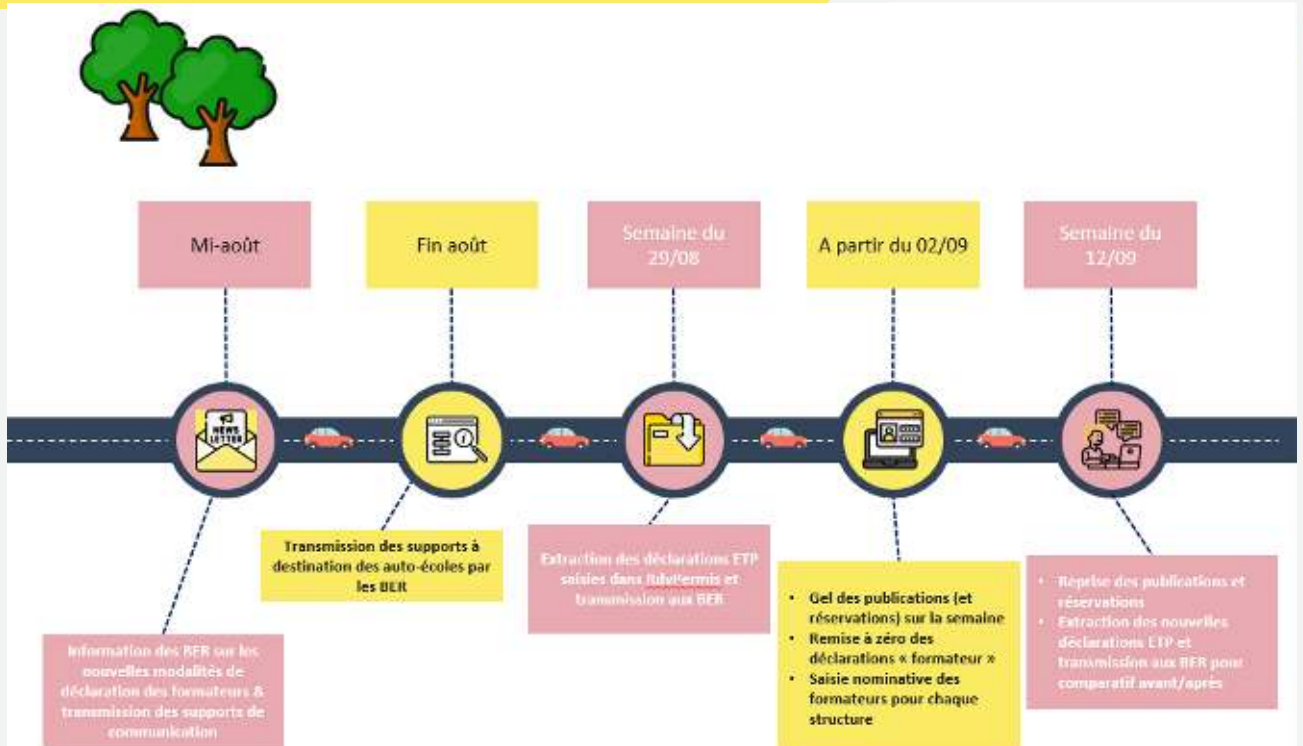 Mi-août
Fin août
Semaine du
29/08
A partir du 02/09
Semaine du
12/09
NEWS
LETTER
Transmission des supports à
destination des auto-écoles par
les BER
Extraction des déclarations ETP
saisies dans RdvPermis et
transmission aux BER
Information des BER sur les
nouvelles modalités de
déclaration des formateurs &
transmission des supports de
communication
• Gel des publications (et
réservations) sur la semaine
• Remise à zéro des
déclarations « formateur »
• Saisie nominative des
formateurs pour chaque
structure
• Reprise des publications et
réservations
• Extraction des nouvelles
déclarations ETP et
transmission aux BER pour
comparatif avant/après